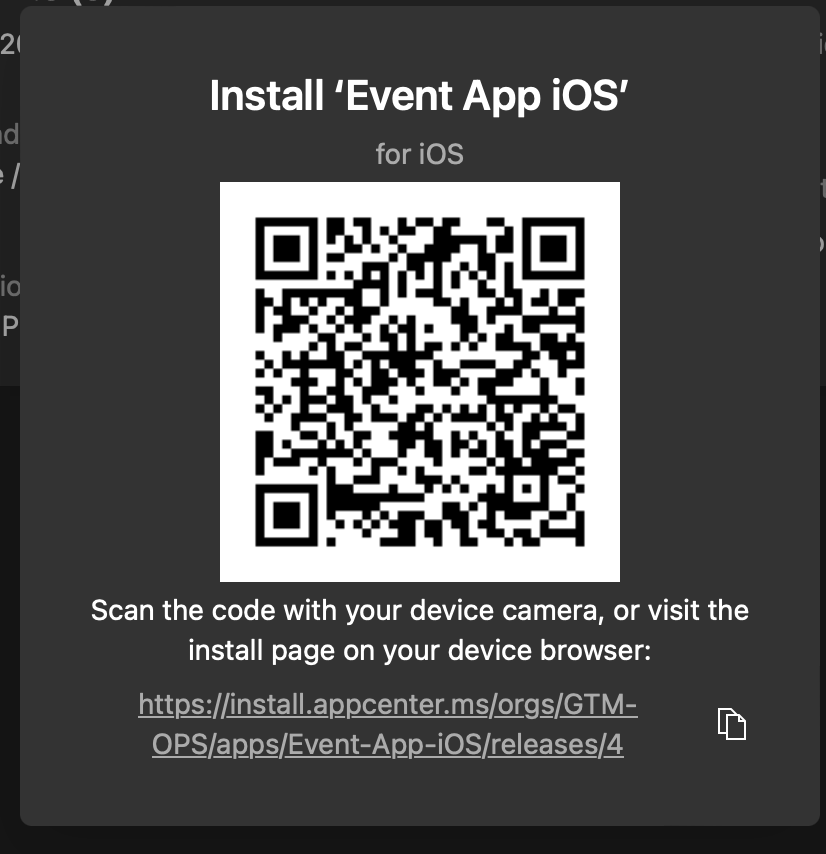 Install ‘Event App iOS’
for iOS
Scan the code with your device camera, or visit the
install page on your device browser:
https://install.appcenter.ms/orgs/GTM-
OPS/apps/Event-App-iOS/releases/4